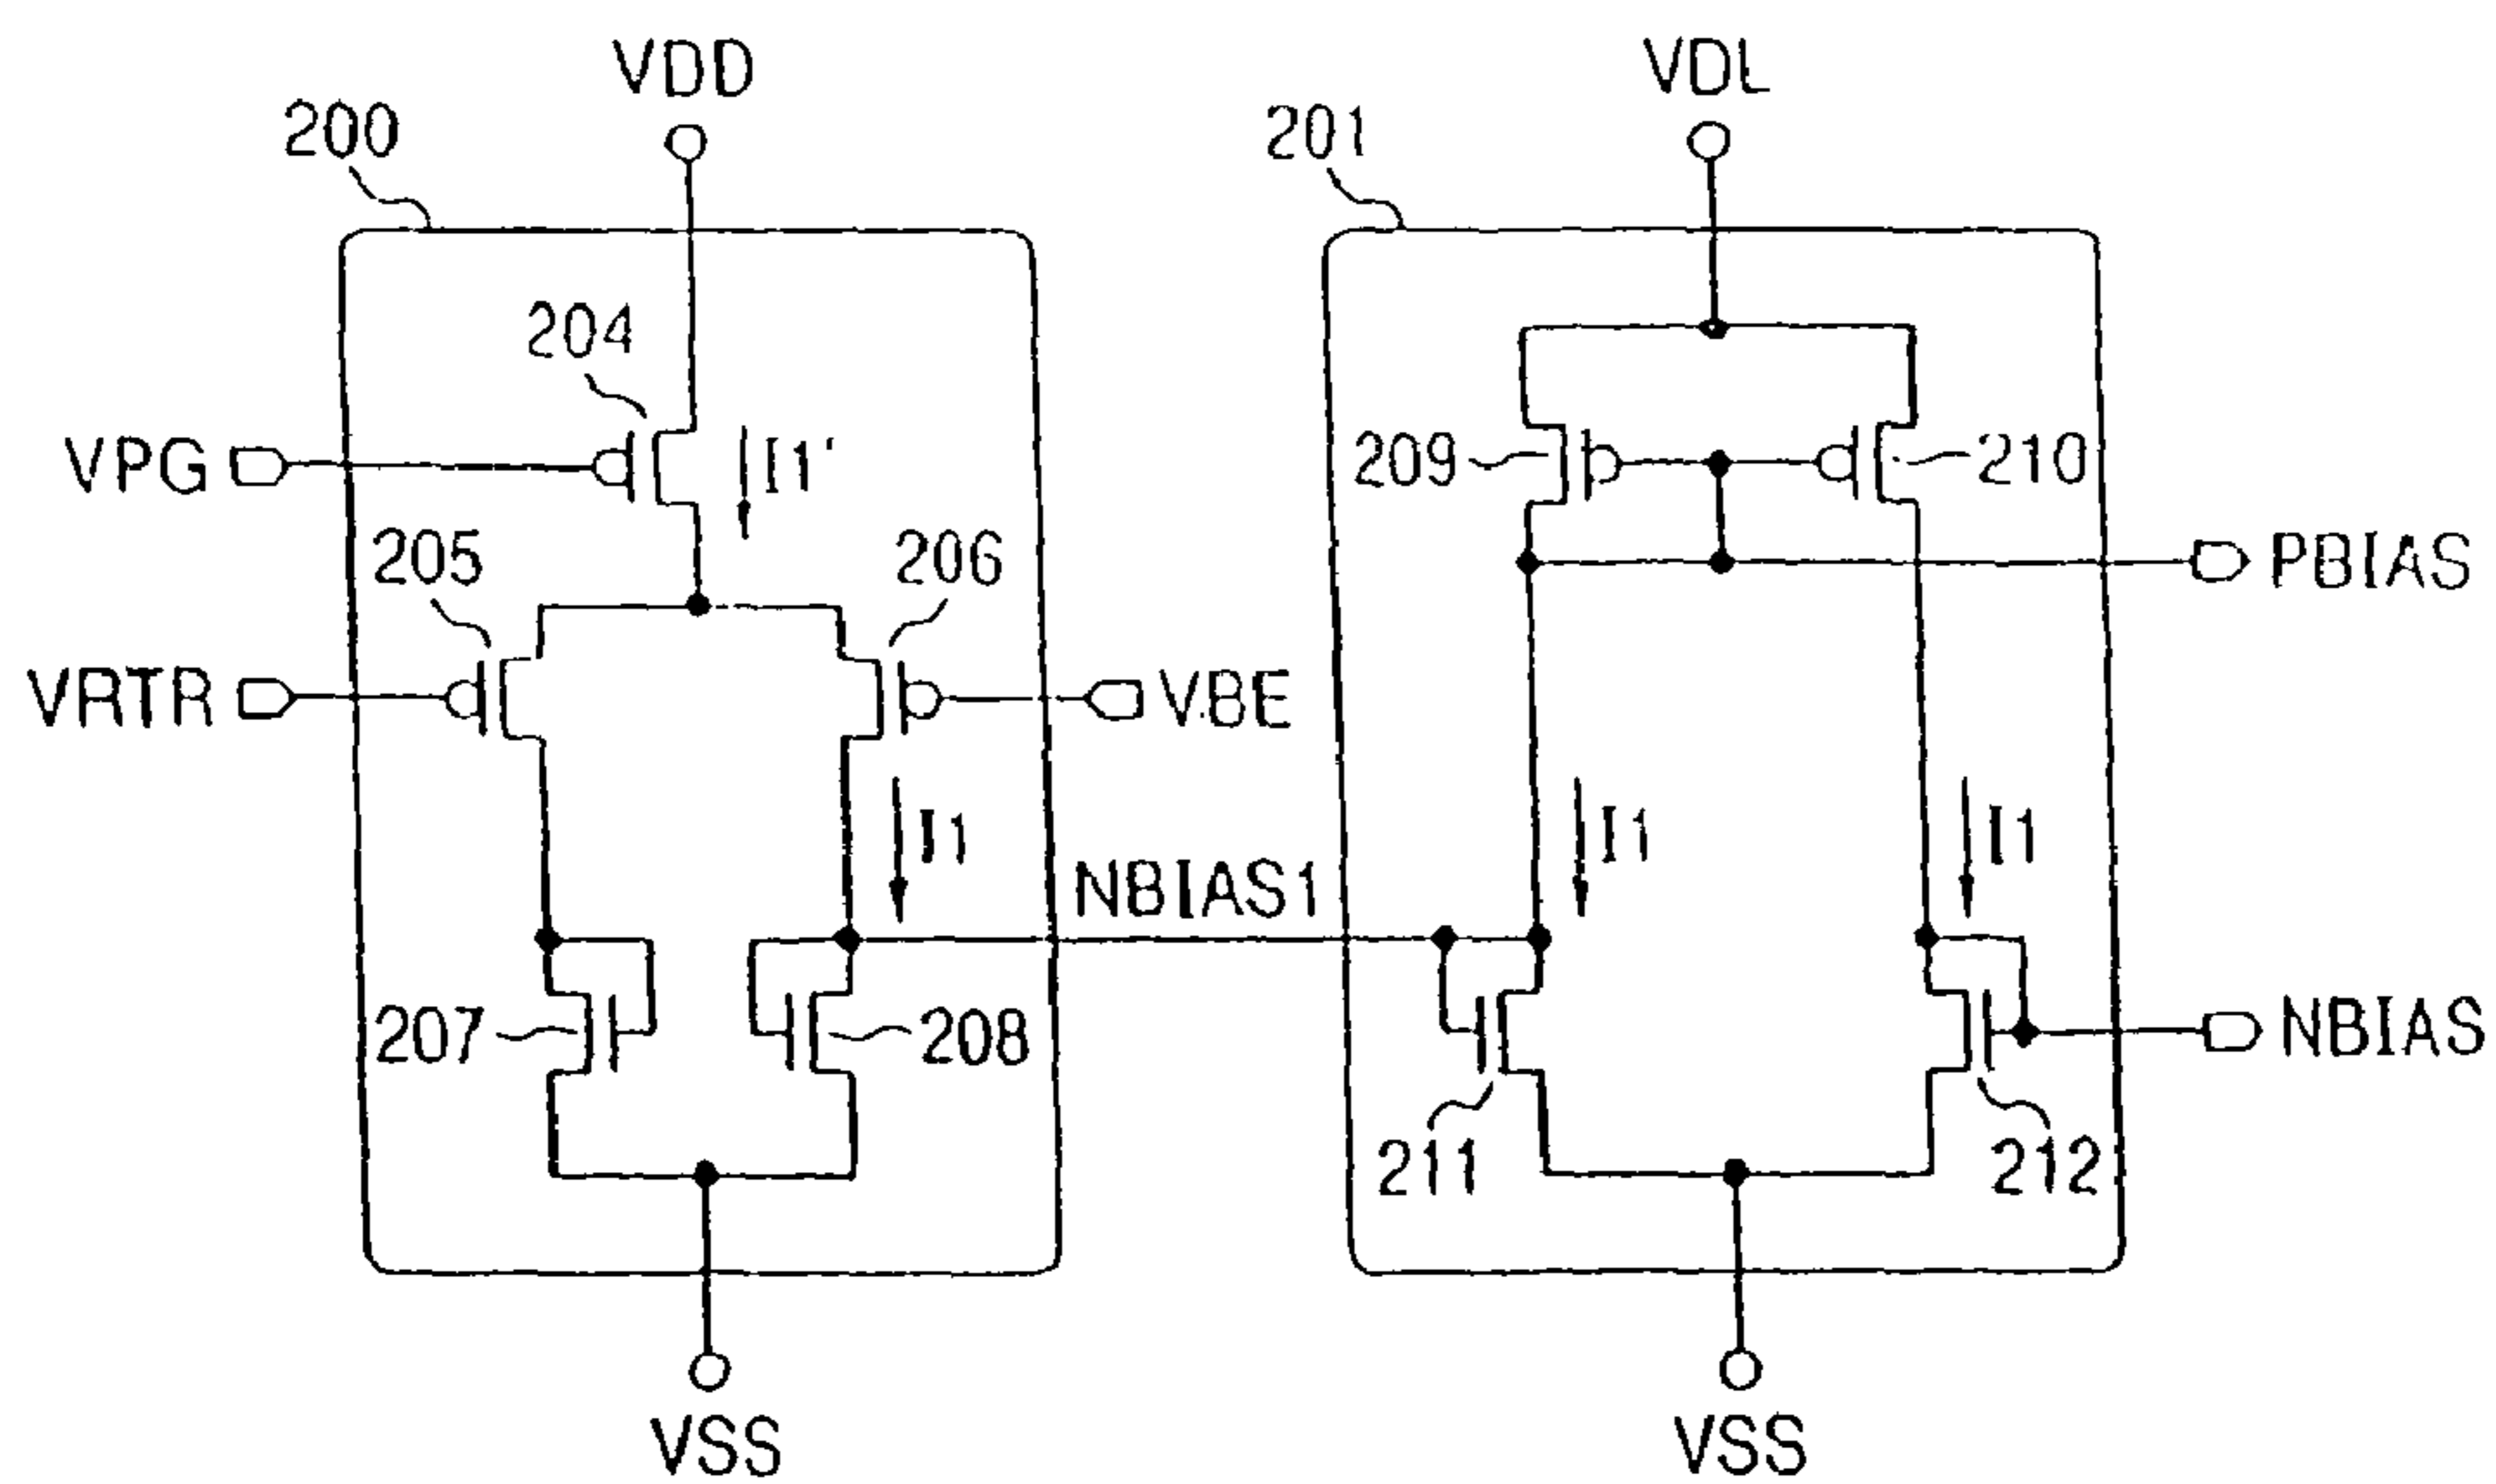 VDD
VDL
200
201
204
VPG
I1'
209
210
205
206
PBIAS
VRTR
VBE
I1
I1
I1
NBIAS1
207
208
NBIAS
211
212
VSS
VSS